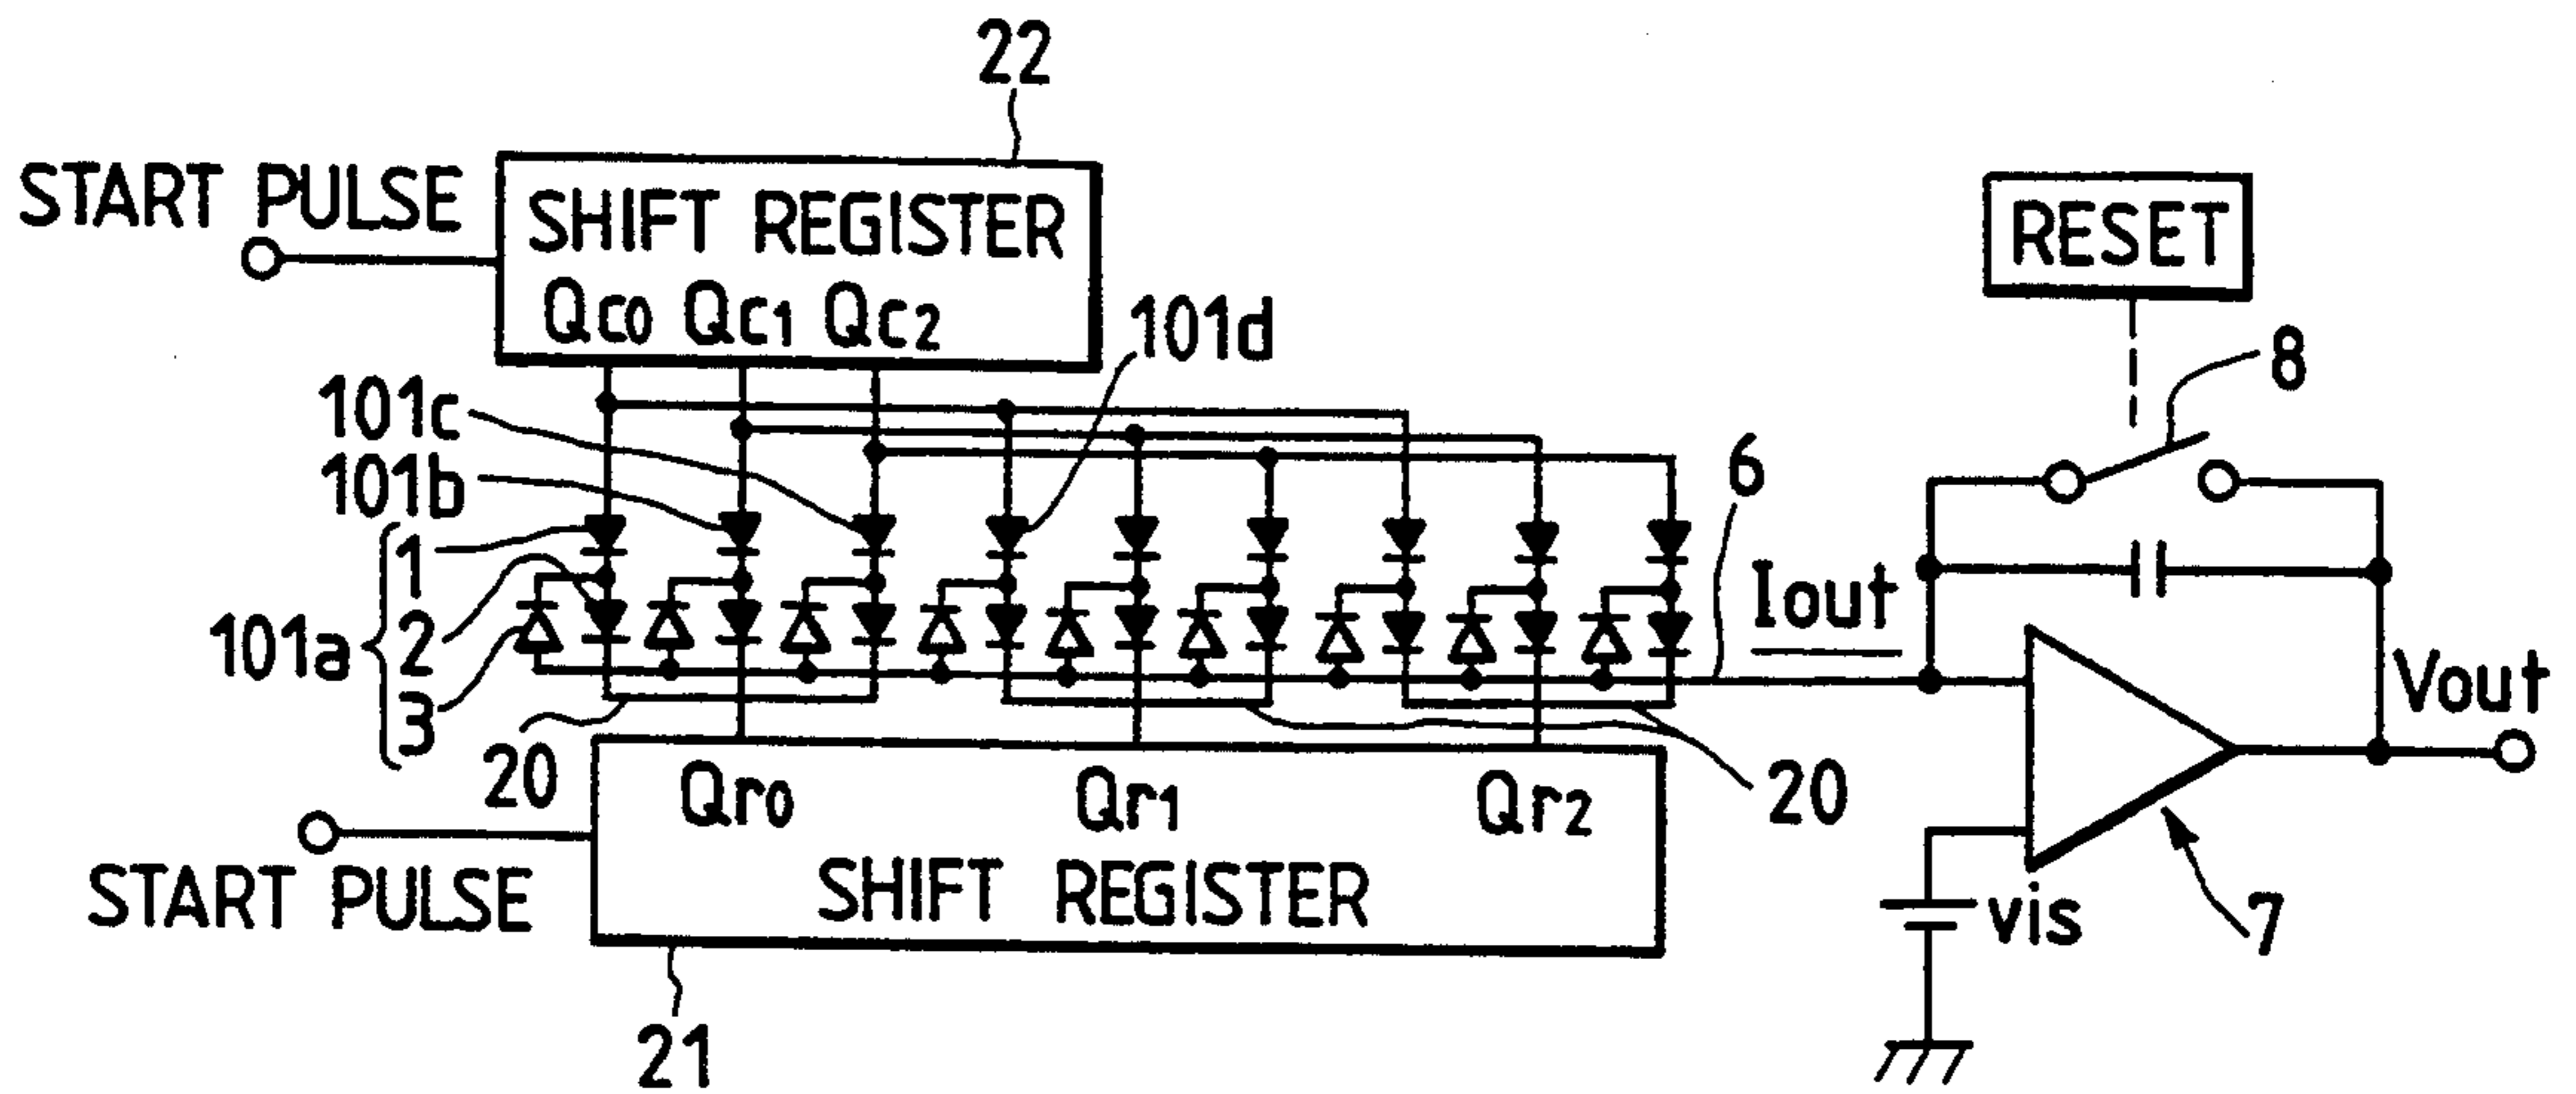 22
START PULSE
SHIFT REGISTER
Qc0 Qc1 Qc2
RESET
101d
8
101c
101b
6
101a
1
2
3
Iout
Vout
20
20
Qr0 Qr1 Qr2
START PULSE
SHIFT REGISTER
vis
7
21